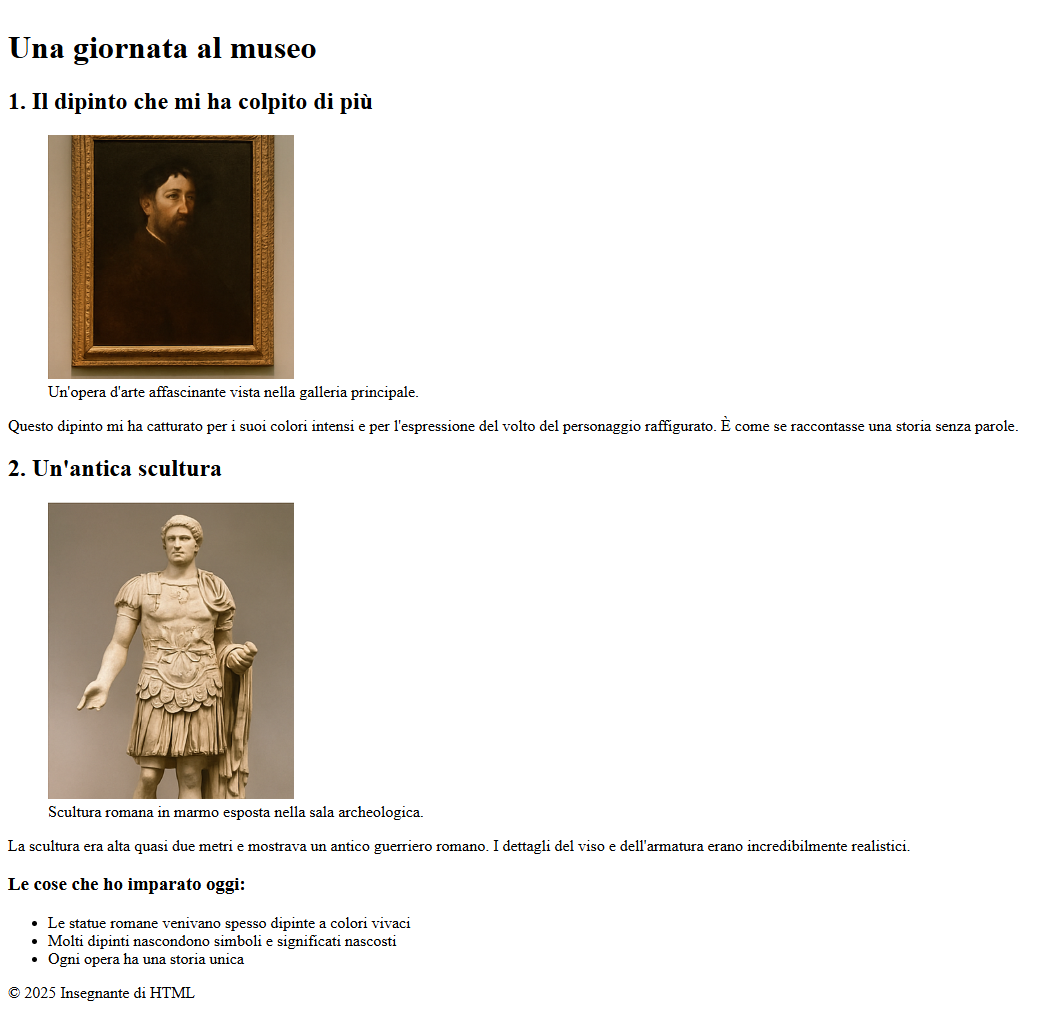 Una giornata al museo
1. Il dipinto che mi ha colpito di più
Un'opera d'arte affascinante vista nella galleria principale.
Questo dipinto mi ha catturato per i suoi colori intensi e per l'espressione del volto del personaggio raffigurato. È come se raccontasse una storia senza parole.
2. Un'antica scultura
Scultura romana in marmo esposta nella sala archeologica.
La scultura era alta quasi due metri e mostrava un antico guerriero romano. I dettagli del viso e dell'armatura erano incredibilmente realistici.
Le cose che ho imparato oggi:
• Le statue romane venivano spesso dipinte a colori vivaci
• Molti dipinti nascondono simboli e significati nascosti
• Ogni opera ha una storia unica
© 2025 Insegnante di HTML